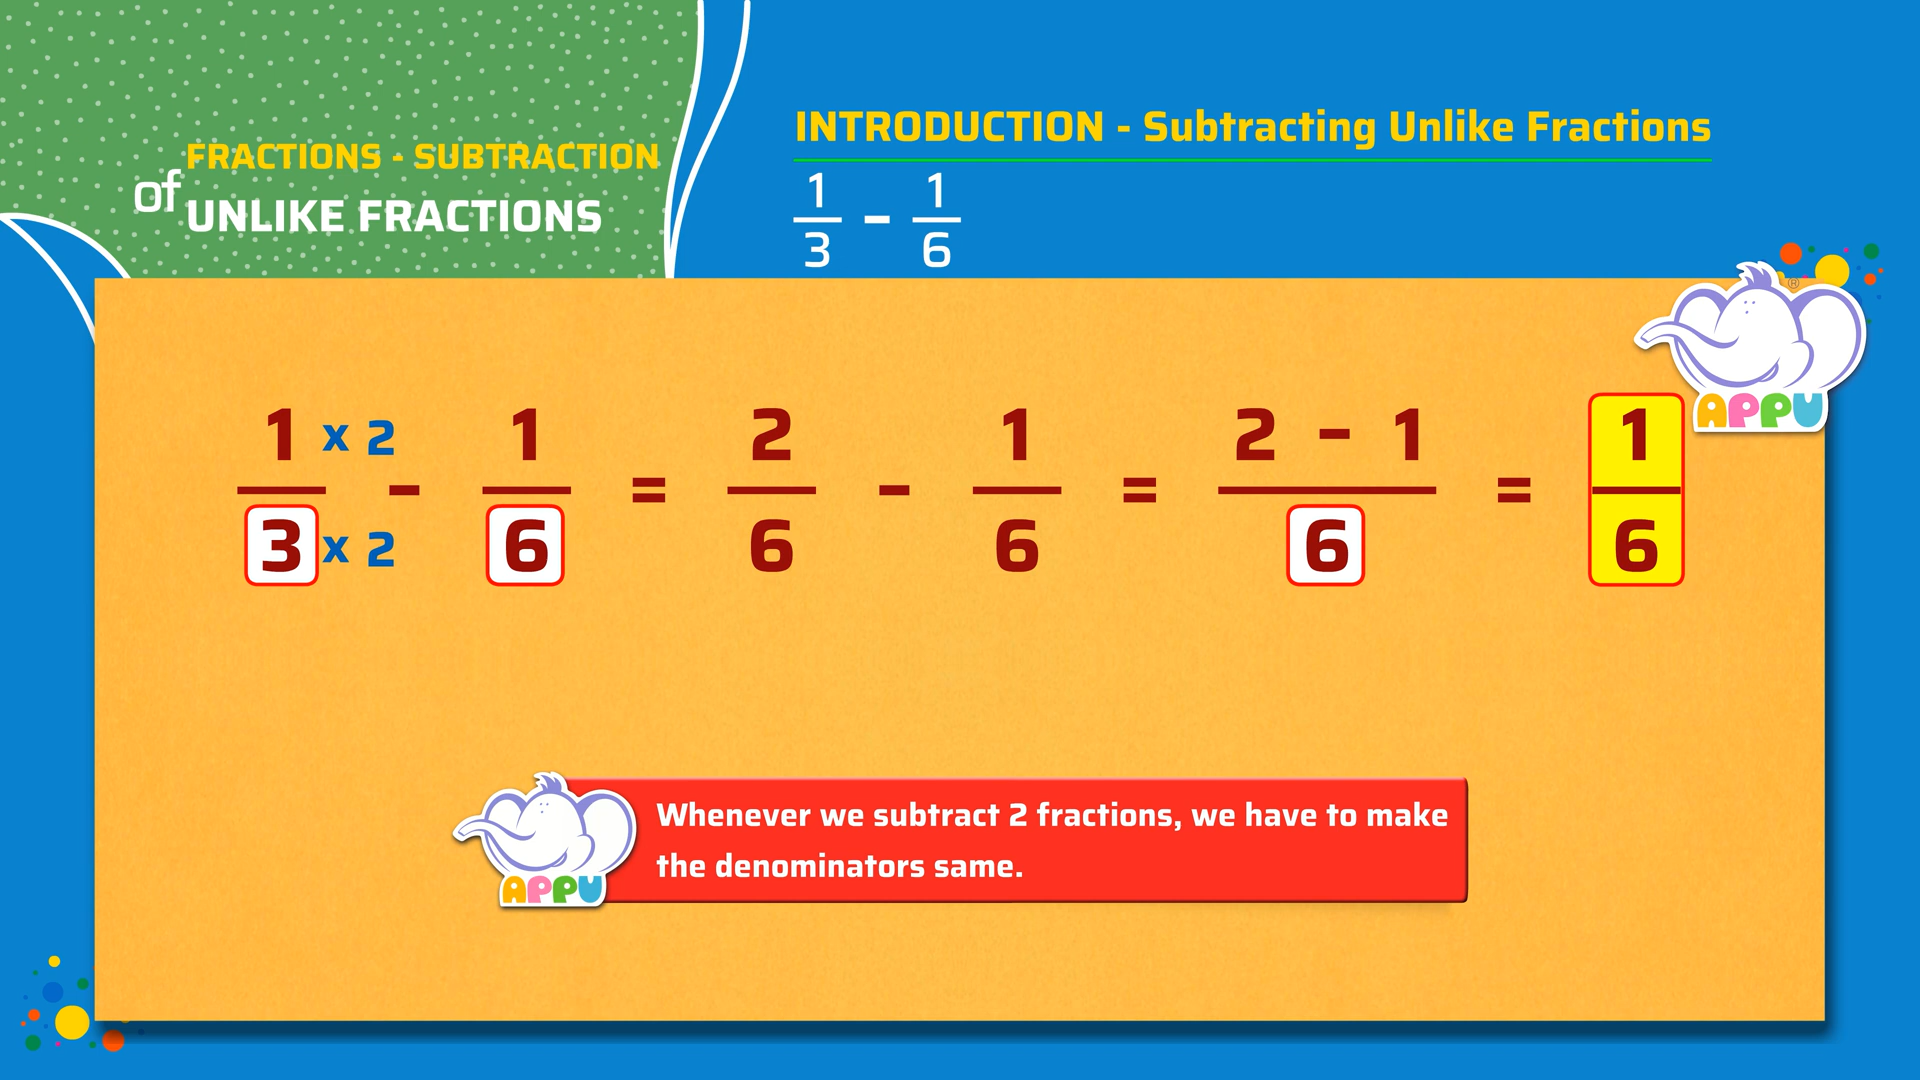 FRACTIONS - SUBTRACTION
of UNLIKE FRACTIONS
INTRODUCTION - Subtracting Unlike Fractions
1/3 - 1/6
®
APPU
1 x 2 / 3 x 2 - 1/6 = 2/6 - 1/6 = 2 - 1 / 6 = 1/6
Whenever we subtract 2 fractions, we have to make
the denominators same.
APPU